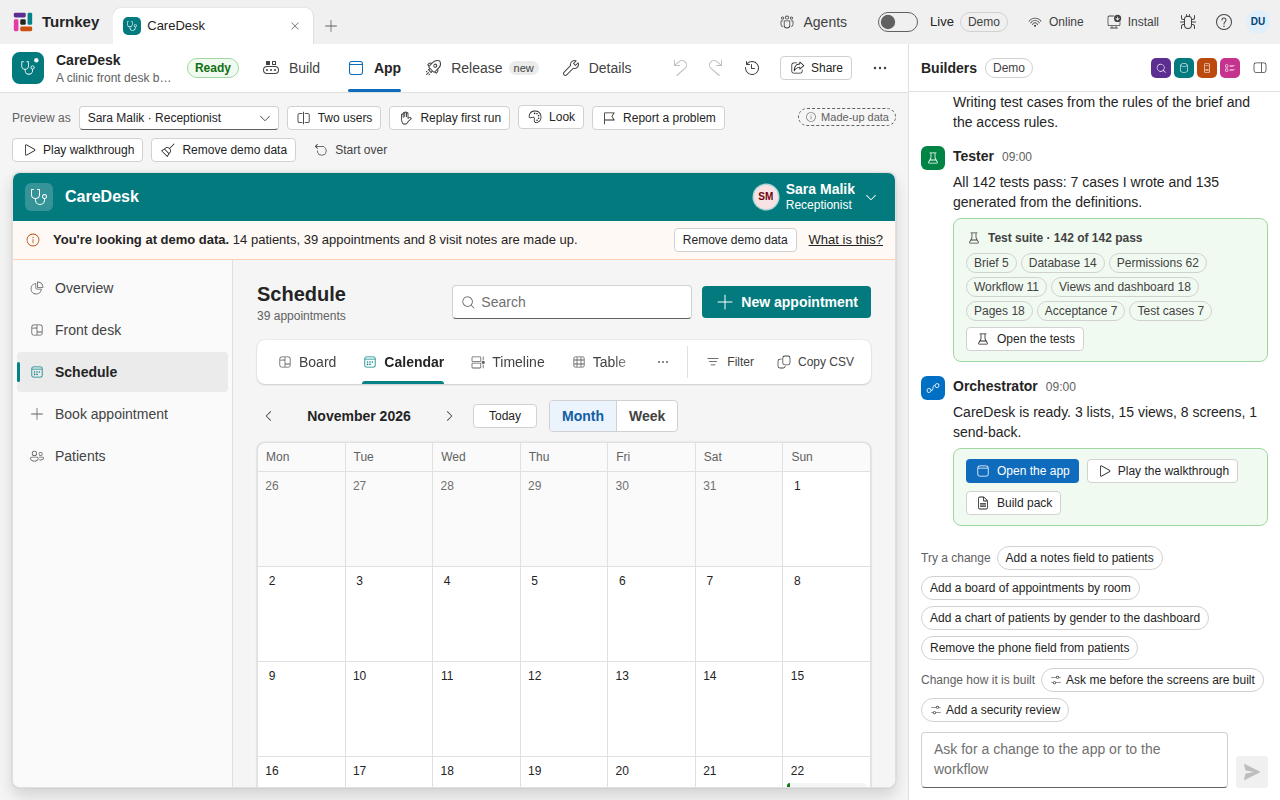 Turnkey
CareDesk
Agents
Live
Demo
Online
Install
DU
CareDesk
A clinic front desk b…
Ready
Build
App
Release
new
Details
Share
Builders
Demo
Preview as
Sara Malik · Receptionist
Two users
Replay first run
Look
Report a problem
Made-up data
Play walkthrough
Remove demo data
Start over
CareDesk
SM
Sara Malik
Receptionist
You're looking at demo data. 14 patients, 39 appointments and 8 visit notes are made up.
Remove demo data
What is this?
Overview
Front desk
Schedule
Book appointment
Patients
Schedule
39 appointments
Search
New appointment
Board
Calendar
Timeline
Table
Filter
Copy CSV
November 2026
Today
Month
Week
Mon Tue Wed Thu Fri Sat Sun
26 27 28 29 30 31 1
2 3 4 5 6 7 8
9 10 11 12 13 14 15
16 17 18 19 20 21 22
Writing test cases from the rules of the brief and
the access rules.
Tester 09:00
All 142 tests pass: 7 cases I wrote and 135
generated from the definitions.
Test suite · 142 of 142 pass
Brief 5
Database 14
Permissions 62
Workflow 11
Views and dashboard 18
Pages 18
Acceptance 7
Test cases 7
Open the tests
Orchestrator 09:00
CareDesk is ready. 3 lists, 15 views, 8 screens, 1
send-back.
Open the app
Play the walkthrough
Build pack
Try a change
Add a notes field to patients
Add a board of appointments by room
Add a chart of patients by gender to the dashboard
Remove the phone field from patients
Change how it is built
Ask me before the screens are built
Add a security review
Ask for a change to the app or to the
workflow